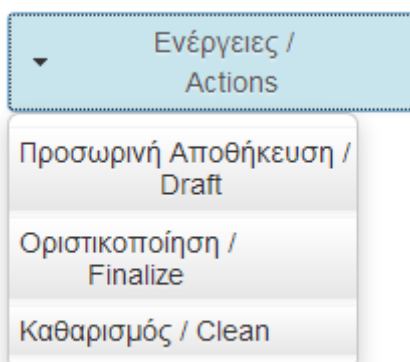 Ενέργειες /
Actions
Προσωρινή Αποθήκευση /
Draft
Οριστικοποίηση /
Finalize
Καθαρισμός / Clean